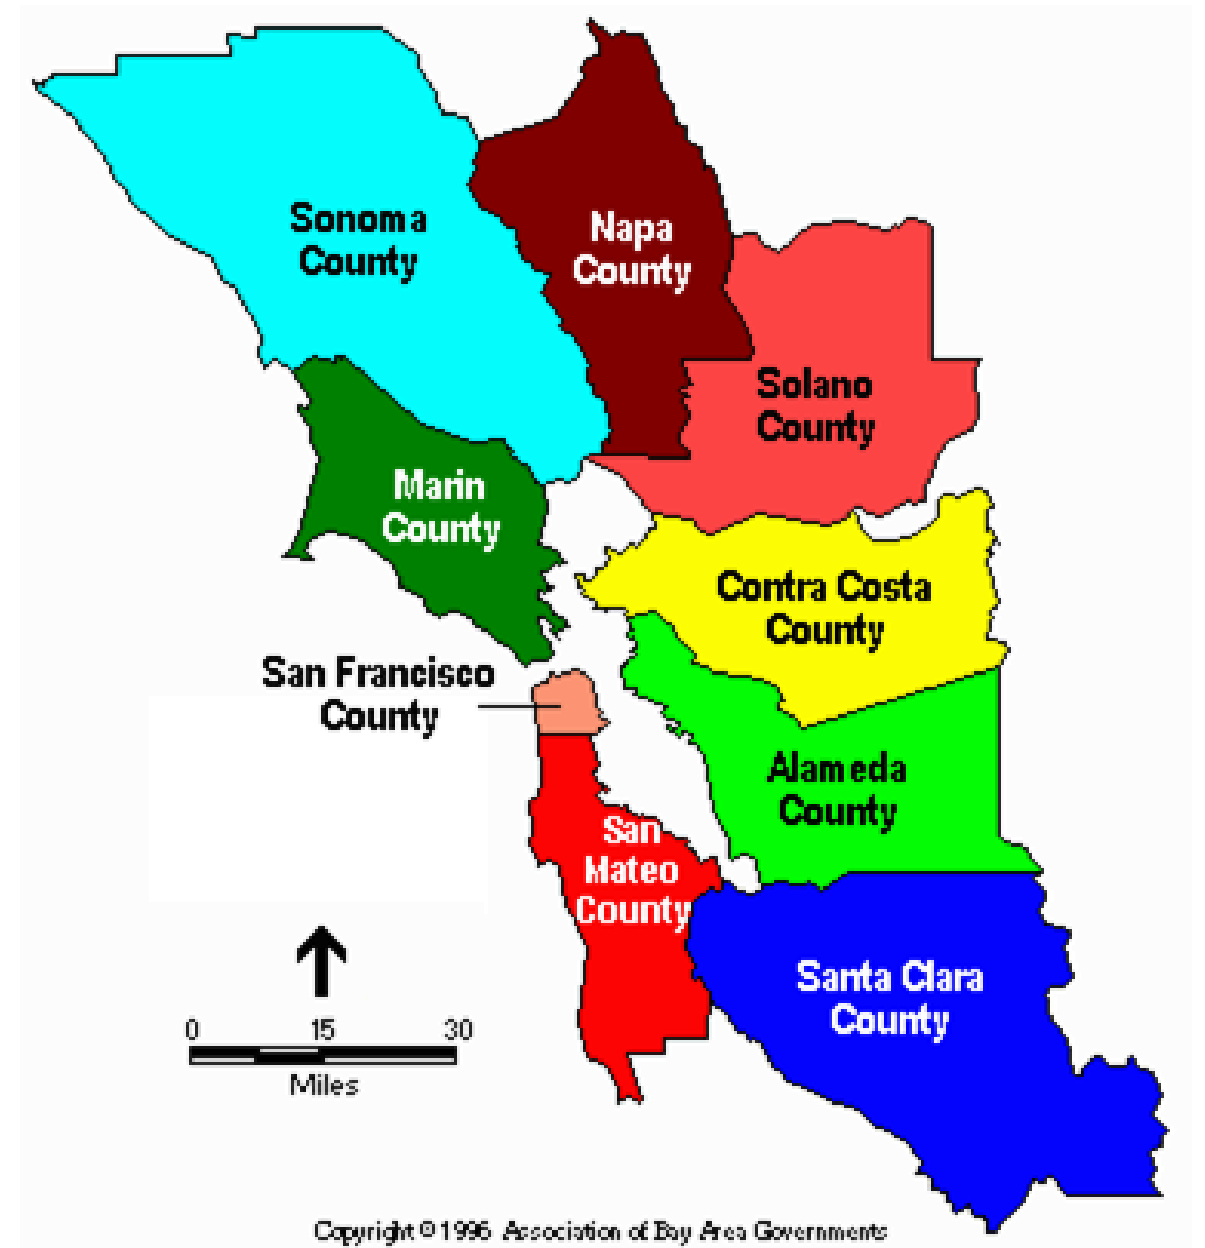 Sonoma
County
Napa
County
Solano
County
Marin
County
Contra Costa
County
San Francisco
County
Alameda
County
San
Mateo
County
Santa Clara
County
0 15 30
Miles
Copyright © 1996 Association of Bay Area Governments